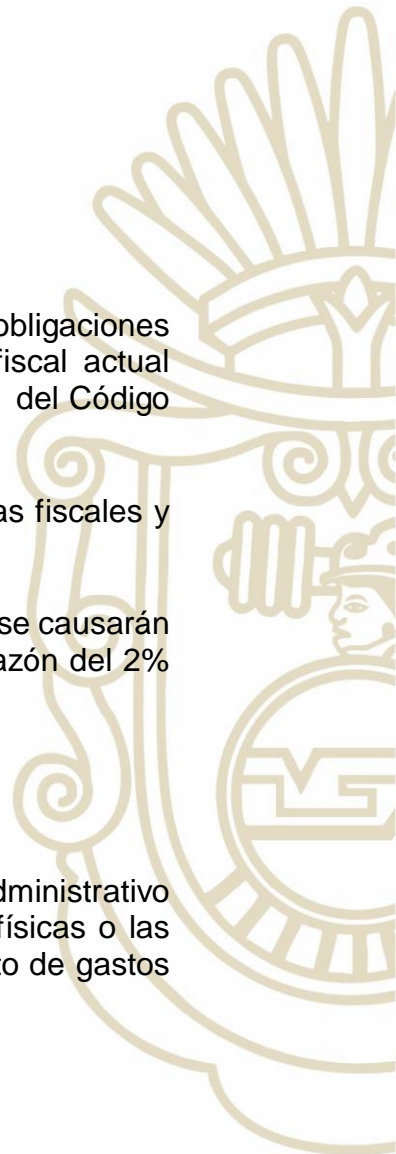 obligaciones
fiscal actual
del Código
as fiscales y
se causarán
azón del 2%
dministrativo
físicas o las
to de gastos